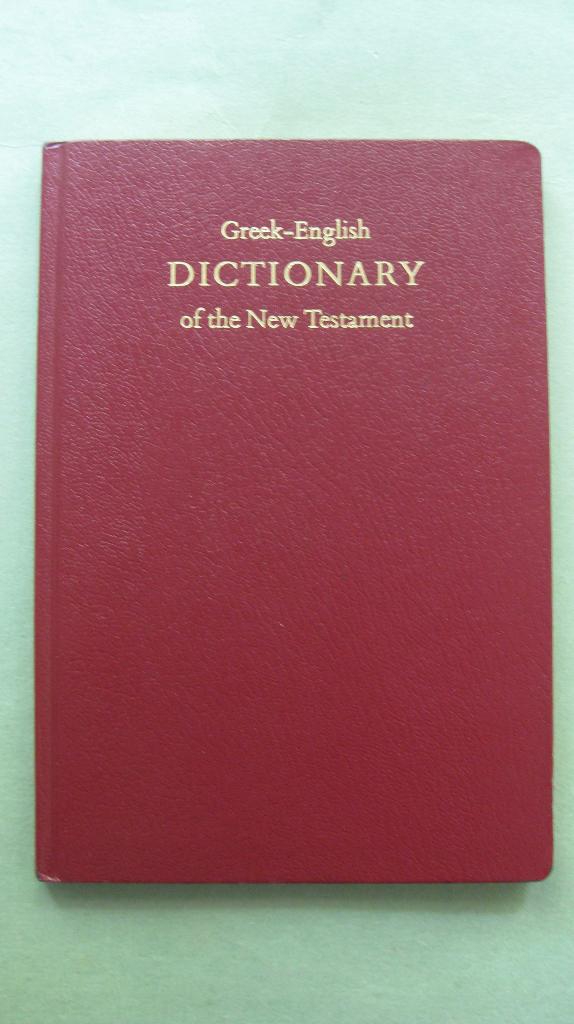 Greek-English
DICTIONARY
of the New Testament